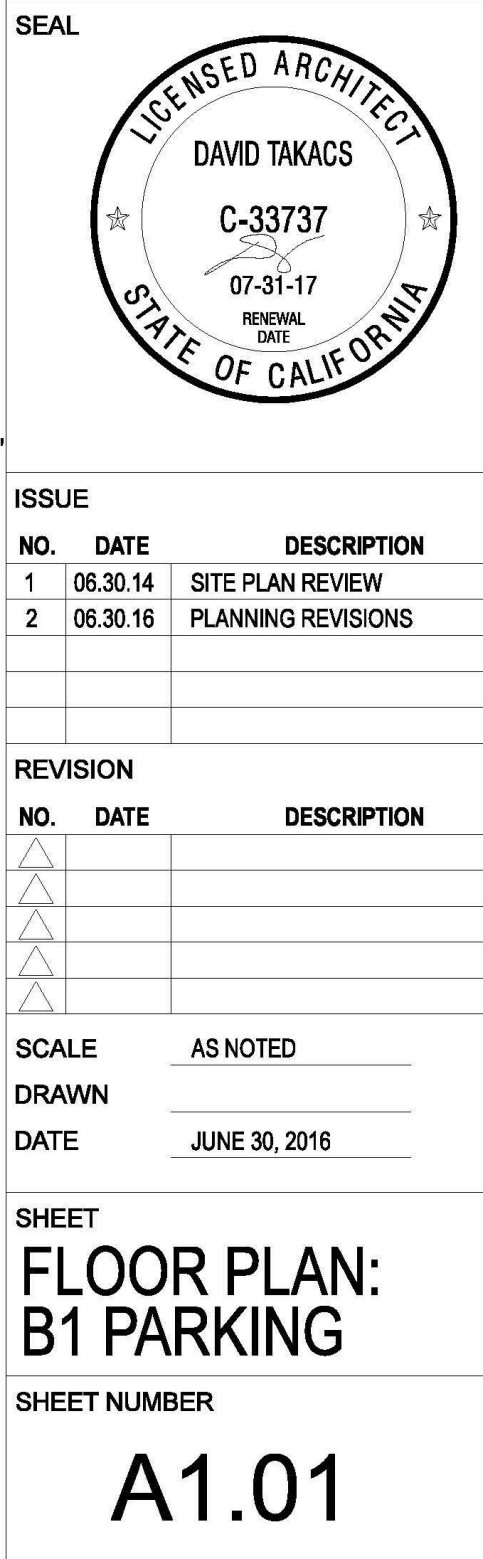 SEAL
LICENSED ARCHITECT
DAVID TAKACS
C-33737
07-31-17
RENEWAL
DATE
STATE OF CALIFORNIA
ISSUE
NO. DATE DESCRIPTION
1 06.30.14 SITE PLAN REVIEW
2 06.30.16 PLANNING REVISIONS
REVISION
NO. DATE DESCRIPTION
SCALE AS NOTED
DRAWN
DATE JUNE 30, 2016
SHEET
FLOOR PLAN:
B1 PARKING
SHEET NUMBER
A1.01